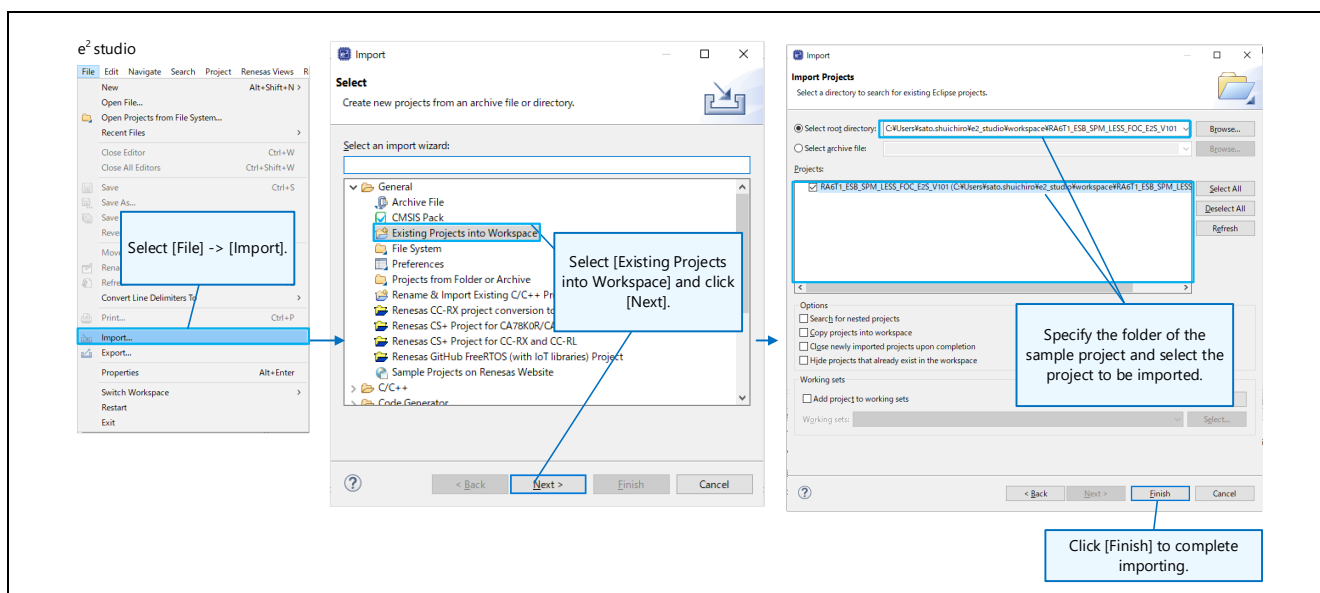 e2 studio
File Edit Navigate Search Project Renesas Views R
New Alt+Shift+N >
Open File...
Open Projects from File System...
Recent Files >
Close Editor Ctrl+W
Close All Editors Ctrl+Shift+W
Save Ctrl+S
Save As...
Save
Reve
Move
Rena
Refre
Convert Line Delimiters To >
Print... Ctrl+P
Import...
Export...
Properties Alt+Enter
Switch Workspace >
Restart
Exit
Select [File] -> [Import].
Import
Select
Create new projects from an archive file or directory.
Select an import wizard:
General
Archive File
CMSIS Pack
Existing Projects into Workspace
File System
Preferences
Projects from Folder or Archive
Rename & Import Existing C/C++ Pr
Renesas CC-RX project conversion to
Renesas CS+ Project for CA78K0R/CA
Renesas CS+ Project for CC-RX and CC-RL
Renesas GitHub FreeRTOS (with IoT libraries) Project
Sample Projects on Renesas Website
C/C++
Code Generator
Select [Existing Projects
into Workspace] and click
[Next].
? < Back Next > Finish Cancel
Import
Import Projects
Select a directory to search for existing Eclipse projects.
Select root directory: C:¥Users¥sato.shuichiro¥e2_studio¥workspace¥RA6T1_ESB_SPM_LESS_FOC_E2S_V101 Browse...
Select archive file: Browse...
Projects:
RA6T1_ESB_SPM_LESS_FOC_E2S_V101 (C:¥Users¥sato.shuichiro¥e2_studio¥workspace¥RA6T1_ESB_SPM_LESS
Select All
Deselect All
Refresh
Options
Search for nested projects
Copy projects into workspace
Close newly imported projects upon completion
Hide projects that already exist in the workspace
Working sets
Add project to working sets
Working sets: Select...
Specify the folder of the
sample project and select the
project to be imported.
? < Back Next > Finish Cancel
Click [Finish] to complete
importing.